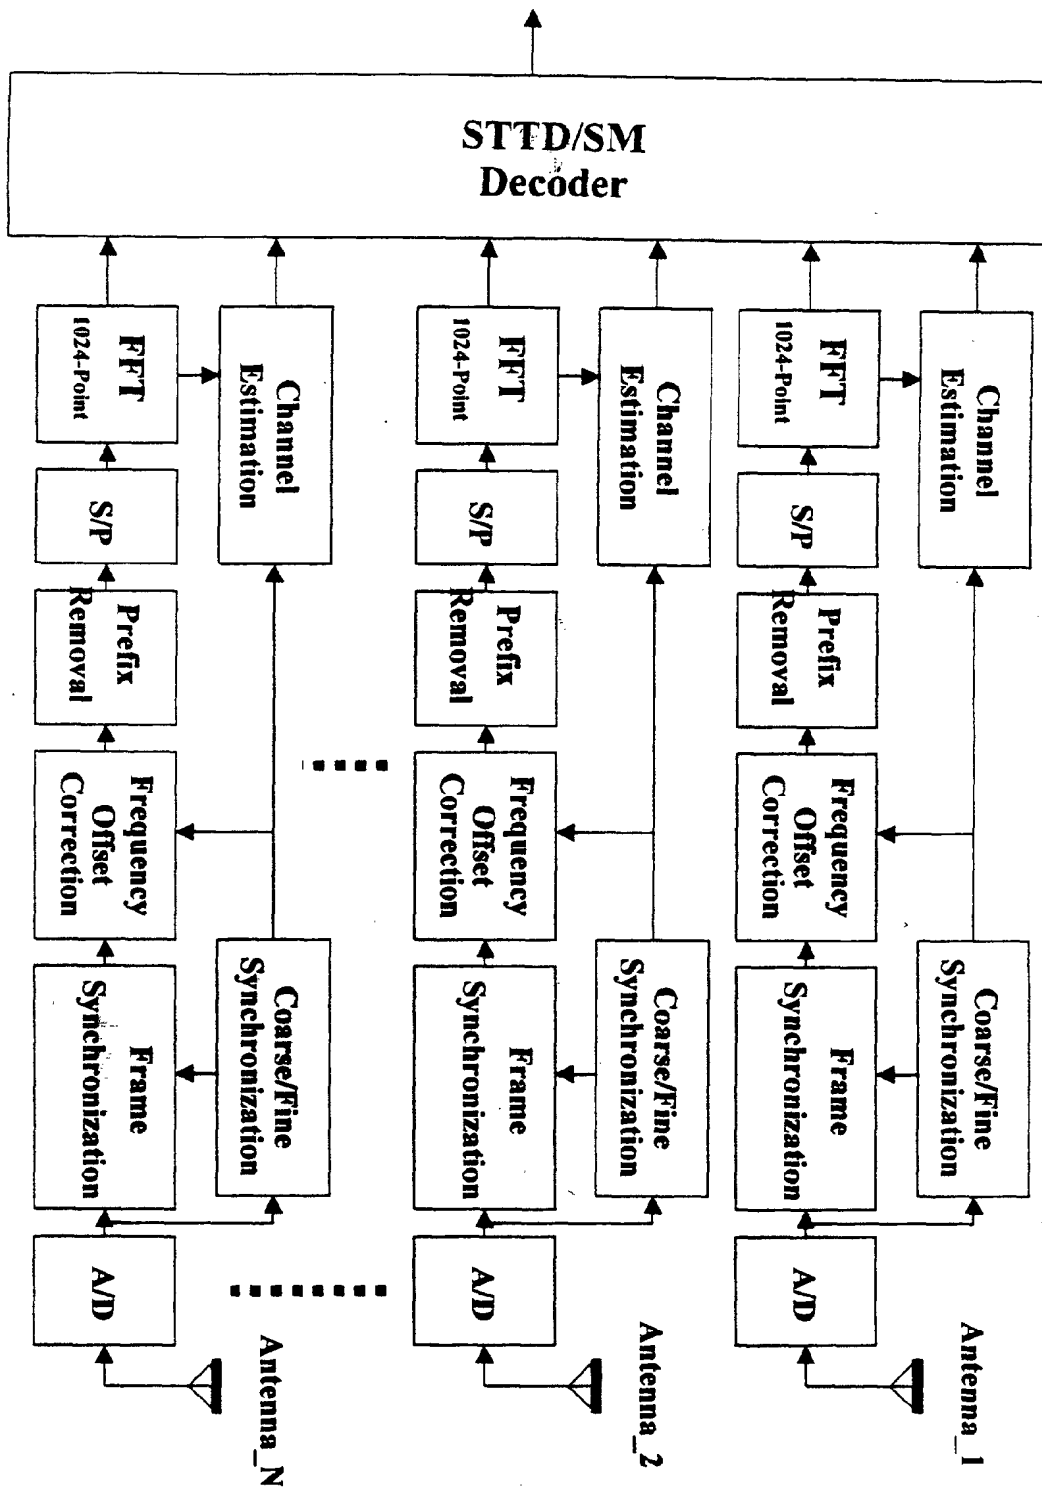 Antenna_1
A/D
Coarse/Fine
Synchronization
Frame
Synchronization
Frequency
Offset
Correction
Prefix
Removal
S/P
FFT
1024-Point
Channel
Estimation
Antenna_2
A/D
Coarse/Fine
Synchronization
Frame
Synchronization
Frequency
Offset
Correction
Prefix
Removal
S/P
FFT
1024-Point
Channel
Estimation
Antenna_N
A/D
Coarse/Fine
Synchronization
Frame
Synchronization
Frequency
Offset
Correction
Prefix
Removal
S/P
FFT
1024-Point
Channel
Estimation
STTD/SM
Decoder